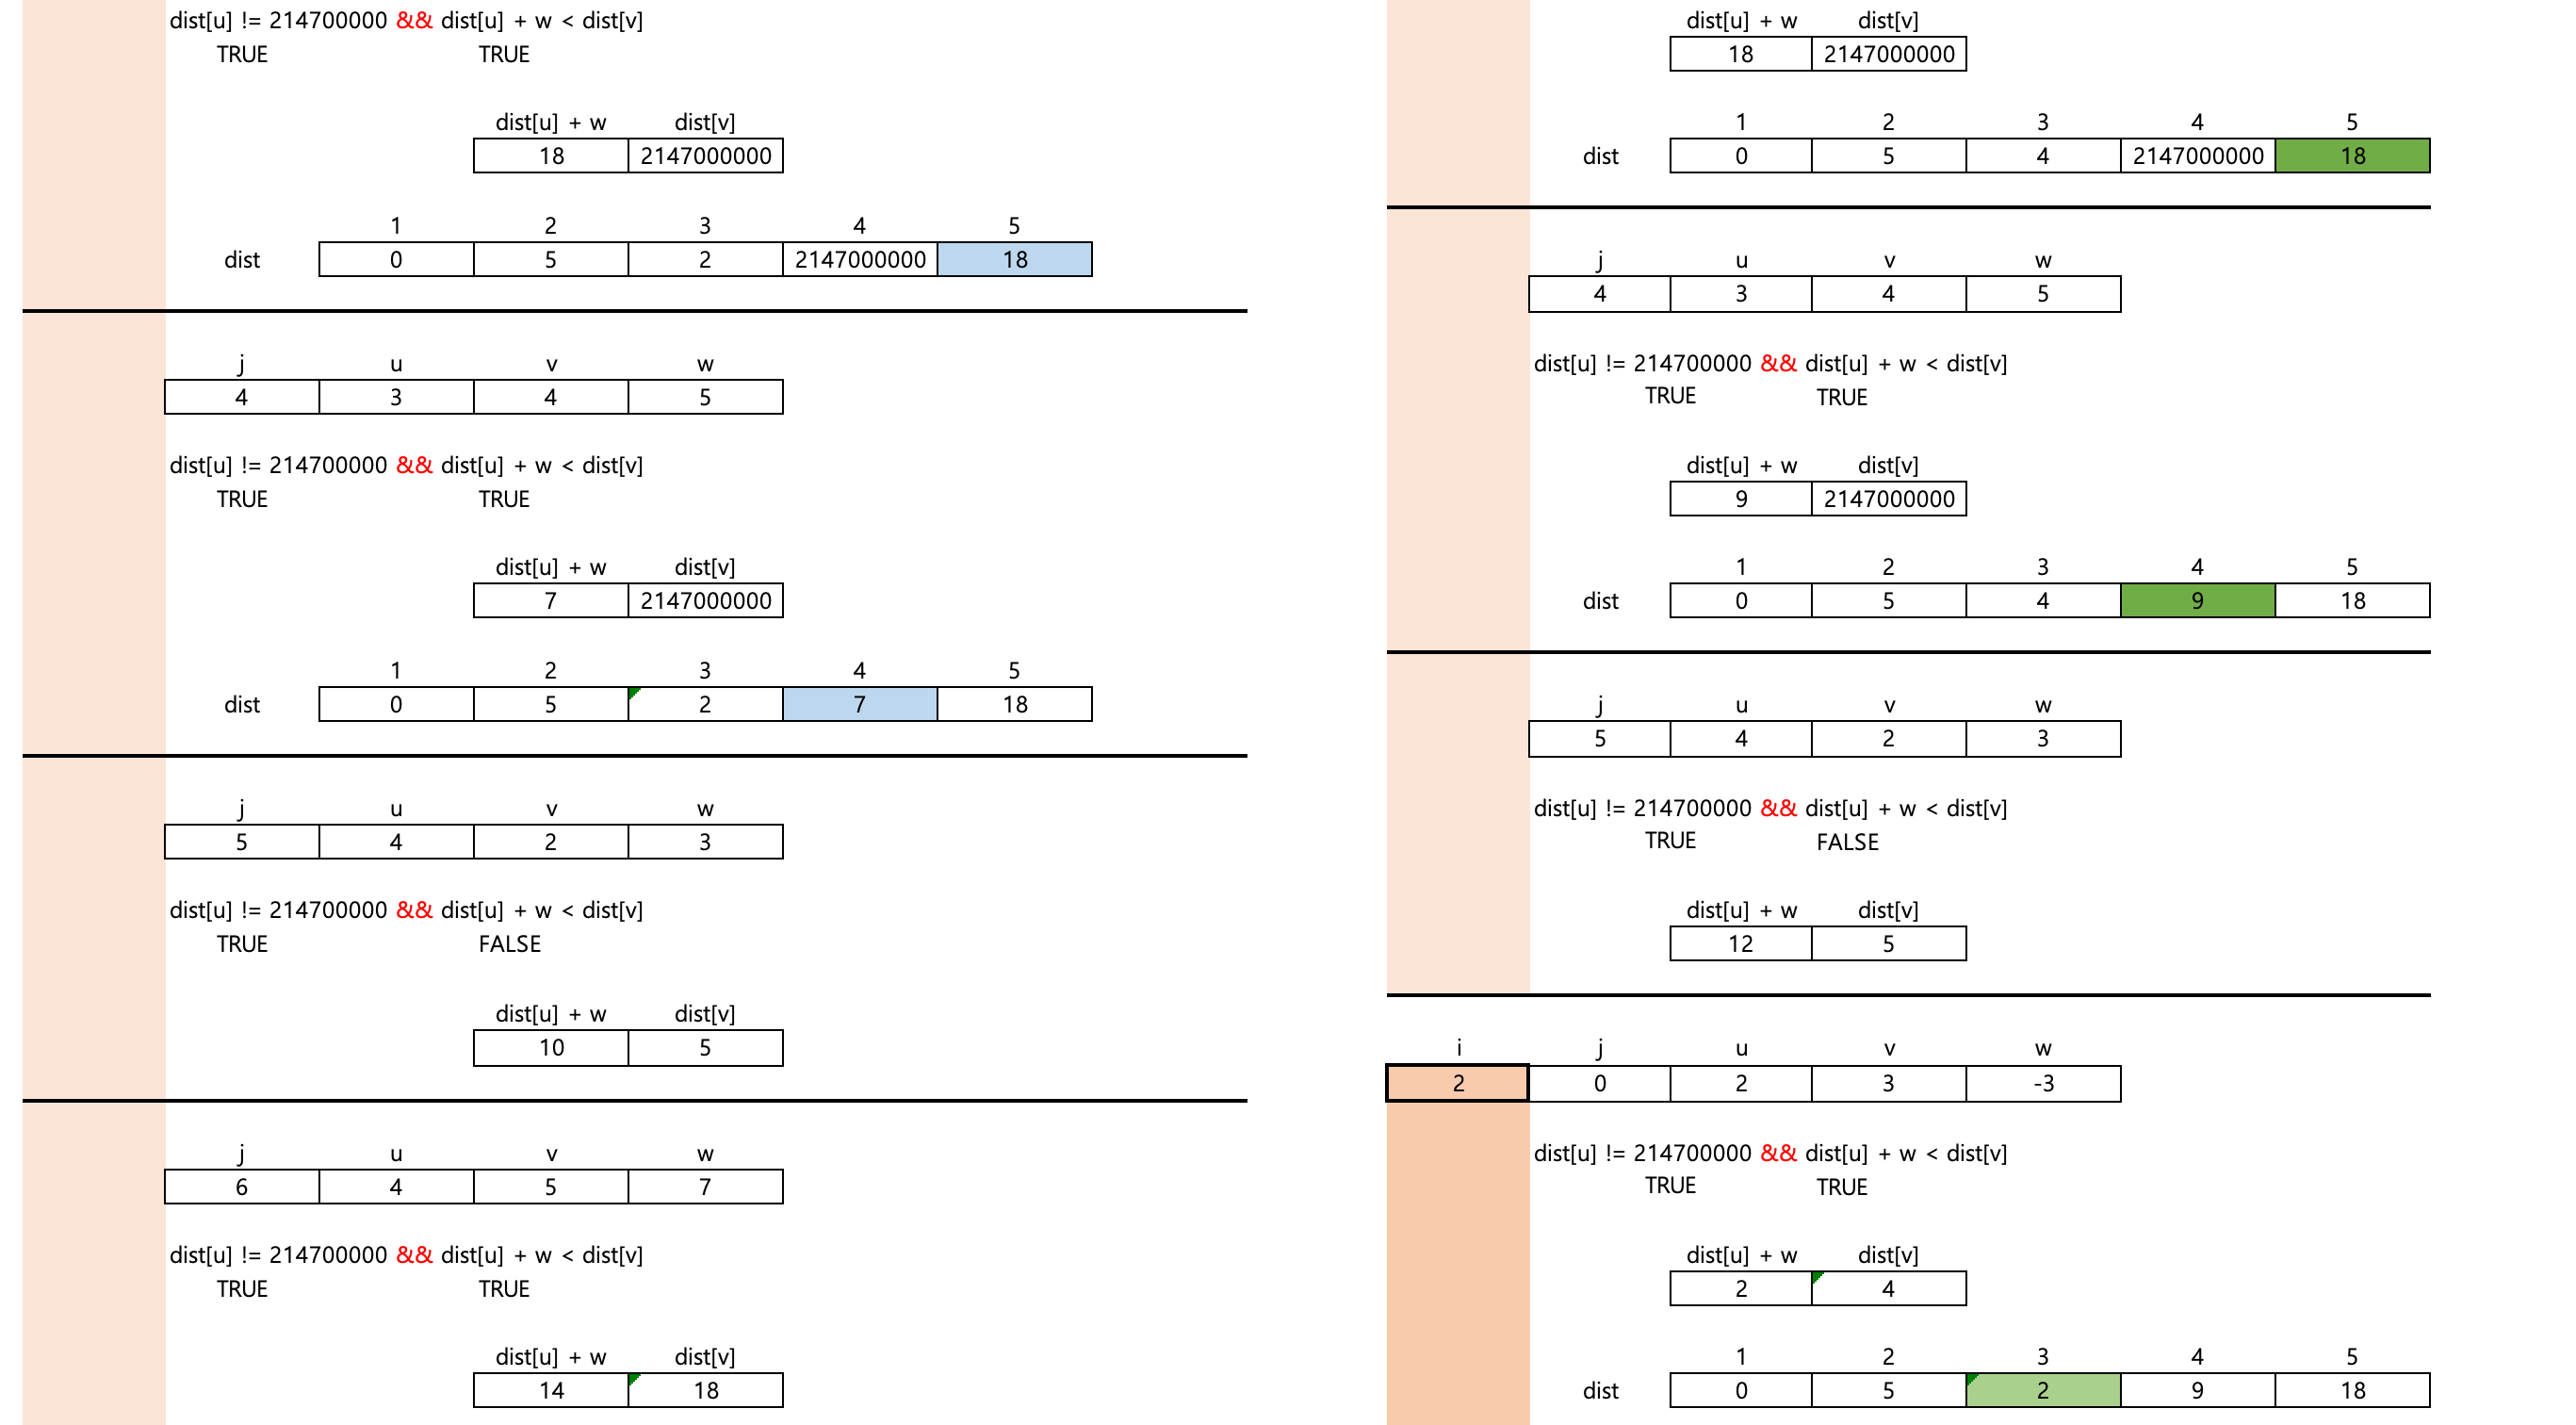 dist[u] != 214700000 && dist[u] + w < dist[v]
TRUE TRUE
dist[u] + w dist[v]
18 2147000000
1 2 3 4 5
dist 0 5 2 2147000000 18
j u v w
4 3 4 5
dist[u] != 214700000 && dist[u] + w < dist[v]
TRUE TRUE
dist[u] + w dist[v]
7 2147000000
1 2 3 4 5
dist 0 5 2 7 18
j u v w
5 4 2 3
dist[u] != 214700000 && dist[u] + w < dist[v]
TRUE FALSE
dist[u] + w dist[v]
10 5
j u v w
6 4 5 7
dist[u] != 214700000 && dist[u] + w < dist[v]
TRUE TRUE
dist[u] + w dist[v]
14 18
dist[u] + w dist[v]
18 2147000000
1 2 3 4 5
dist 0 5 4 2147000000 18
j u v w
4 3 4 5
dist[u] != 214700000 && dist[u] + w < dist[v]
TRUE TRUE
dist[u] + w dist[v]
9 2147000000
1 2 3 4 5
dist 0 5 4 9 18
j u v w
5 4 2 3
dist[u] != 214700000 && dist[u] + w < dist[v]
TRUE FALSE
dist[u] + w dist[v]
12 5
i j u v w
2 0 2 3 -3
dist[u] != 214700000 && dist[u] + w < dist[v]
TRUE TRUE
dist[u] + w dist[v]
2 4
1 2 3 4 5
dist 0 5 2 9 18